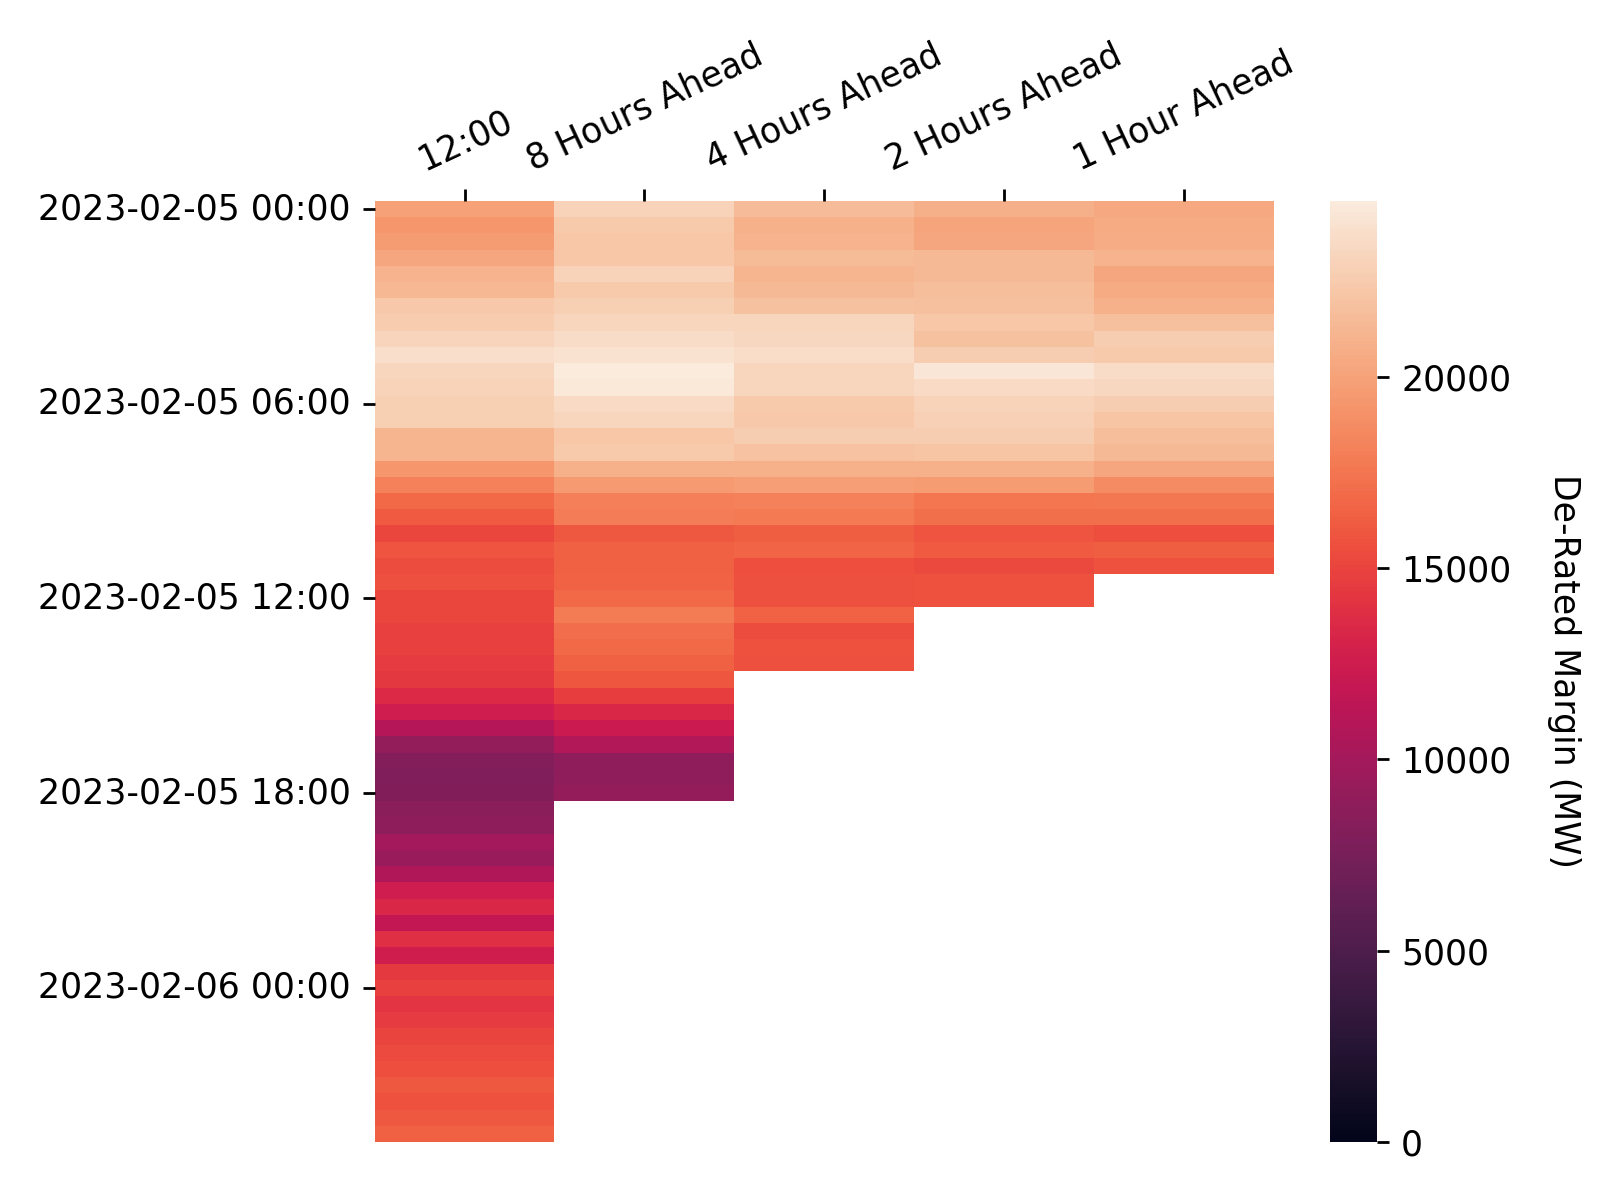 12:00
8 Hours Ahead
4 Hours Ahead
2 Hours Ahead
1 Hour Ahead
2023-02-05 00:00
2023-02-05 06:00
2023-02-05 12:00
2023-02-05 18:00
2023-02-06 00:00
20000
15000
10000
5000
0
De-Rated Margin (MW)